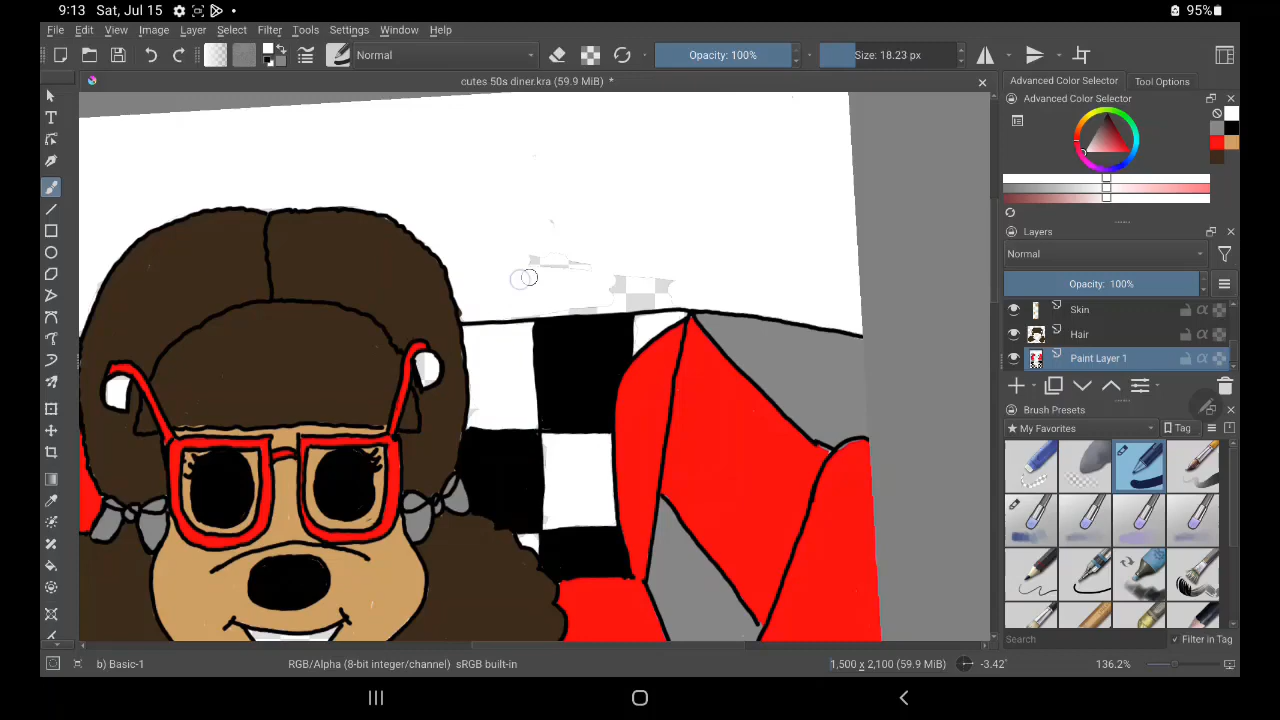 9:13 Sat, Jul 15 95%
File Edit View Image Layer Select Filter Tools Settings Window Help
Normal Opacity: 100% Size: 18.23 px
cutes 50s diner.kra (59.9 MiB) *
Advanced Color Selector Tool Options
Advanced Color Selector
Layers
Normal
Opacity: 100%
Skin
Hair
Paint Layer 1
Brush Presets
My Favorites Tag
Search Filter in Tag
b) Basic-1 RGB/Alpha (8-bit integer/channel) sRGB built-in 1,500 x 2,100 (59.9 MiB) -3.42° 136.2%